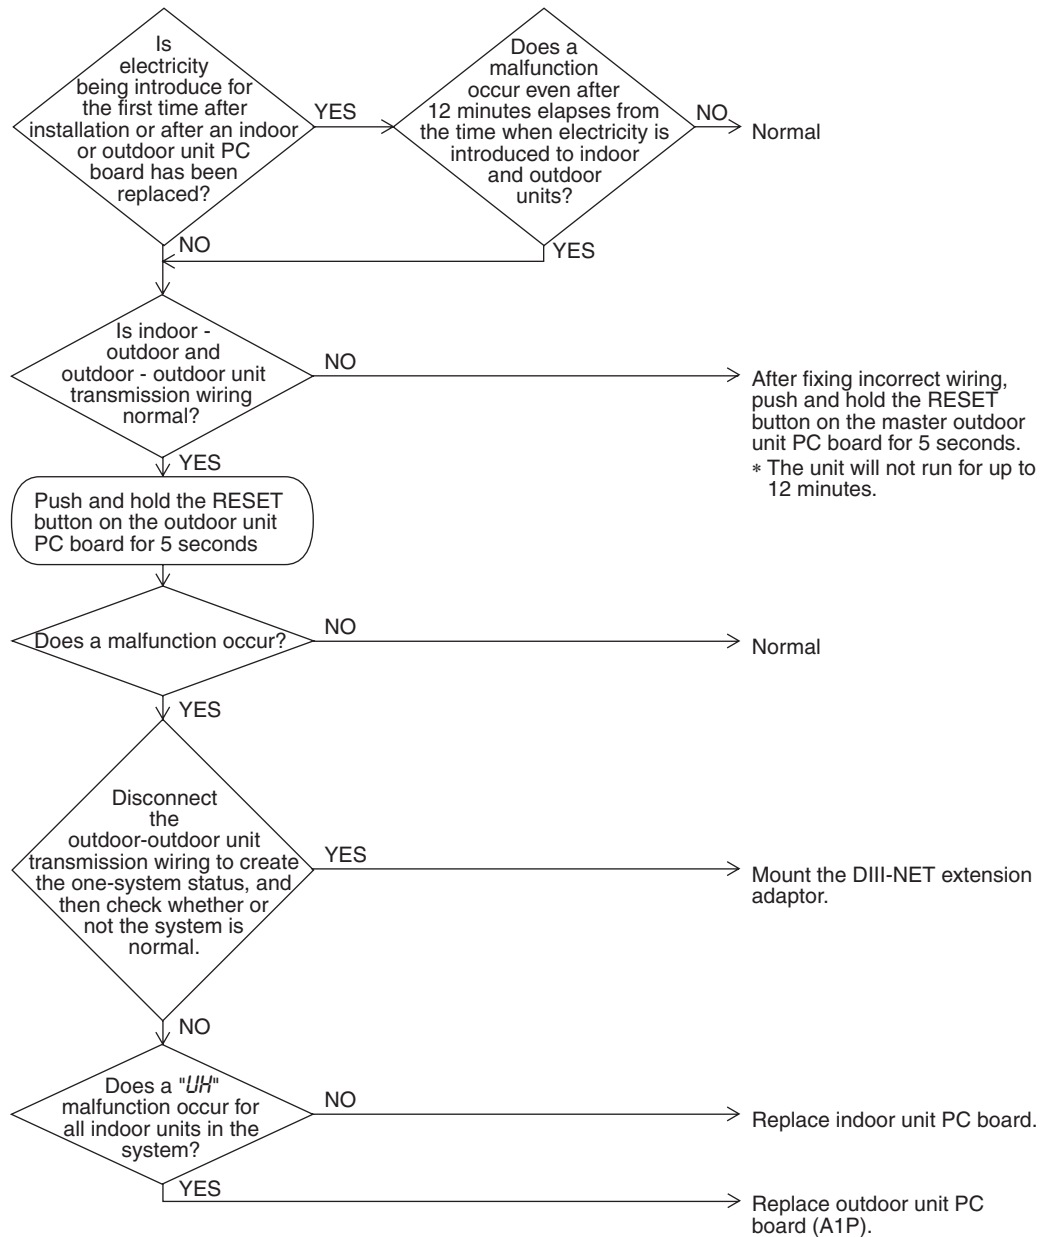 Is
electricity
being introduce for
the first time after
installation or after an indoor
or outdoor unit PC
board has been
replaced?
YES
Does a
malfunction
occur even after
12 minutes elapses from
the time when electricity is
introduced to indoor
and outdoor
units?
NO
Normal
NO
YES
Is indoor -
outdoor and
outdoor - outdoor unit
transmission wiring
normal?
NO
After fixing incorrect wiring,
push and hold the RESET
button on the master outdoor
unit PC board for 5 seconds.
* The unit will not run for up to
12 minutes.
YES
Push and hold the RESET
button on the outdoor unit
PC board for 5 seconds
Does a malfunction occur?
NO
Normal
YES
Disconnect
the
outdoor-outdoor unit
transmission wiring to create
the one-system status, and
then check whether or
not the system is
normal.
YES
Mount the DIII-NET extension
adaptor.
NO
Does a "UH"
malfunction occur for
all indoor units in the
system?
NO
Replace indoor unit PC board.
YES
Replace outdoor unit PC
board (A1P).